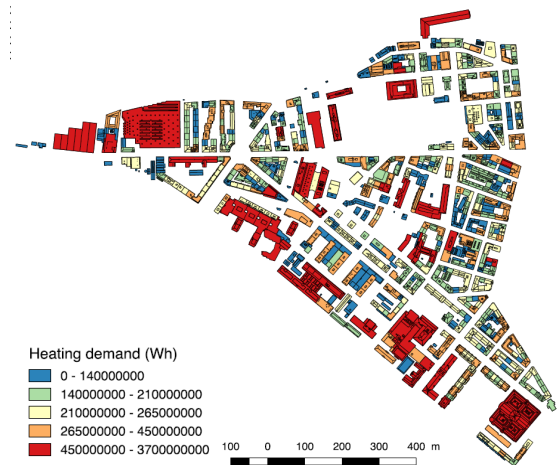 Heating demand (Wh)
0 - 140000000
140000000 - 210000000
210000000 - 265000000
265000000 - 450000000
450000000 - 3700000000
100 0 100 200 300 400 m